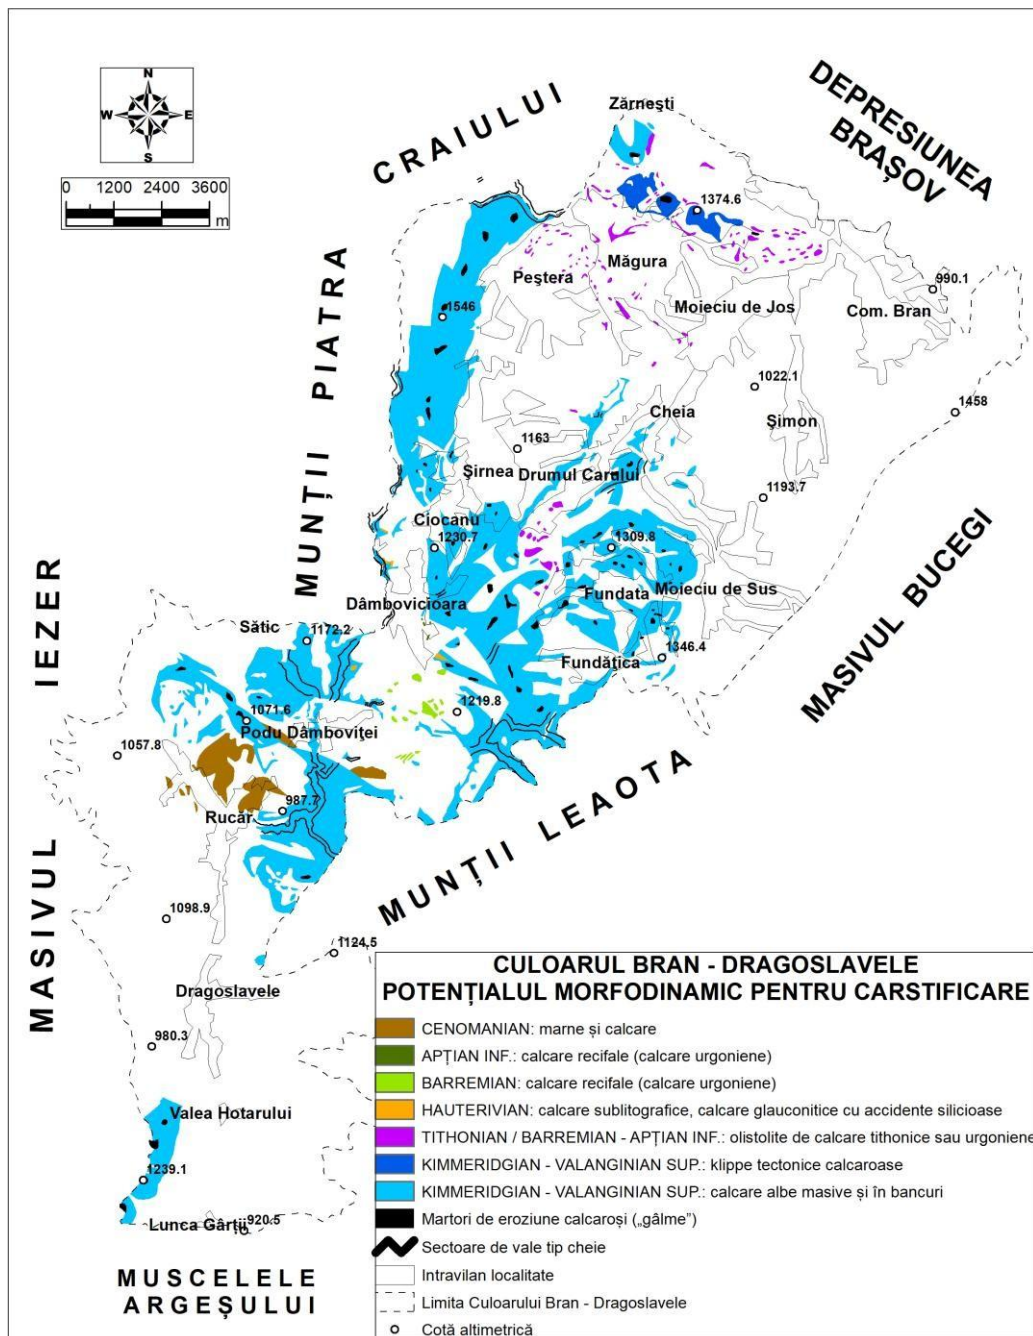 N
W E
S
0 1200 2400 3600
m
CRAIULUI
DEPRESIUNEA
BRAȘOV
Zărnești
1374.6
Măgura
Peștera
990.1
Moieciu de Jos
Com. Bran
MUNȚII PIATRA
1546
1022.1
1458
Cheia
Șimon
1163
Șirnea
Drumul Carului
1193.7
Ciocanu
1230.7
1309.8
MASIVUL BUCEGI
Dâmbovicioara
Fundata
Moieciu de Sus
Sătic
1172.2
1346.4
Fundățica
MASIVUL IEZER
1071.6
1219.8
Podu Dâmboviței
1057.8
987.7
Rucăr
MUNȚII LEAOTA
1098.9
1124.5
Dragoslavele
980.3
Valea Hotarului
1239.1
Lunca Gârții
920.5
MUSCELELE
ARGEȘULUI
CULOARUL BRAN - DRAGOSLAVELE
POTENȚIALUL MORFODINAMIC PENTRU CARSTIFICARE
CENOMANIAN: marne și calcare
APȚIAN INF.: calcare recifale (calcare urgoniene)
BARREMIAN: calcare recifale (calcare urgoniene)
HAUTERIVIAN: calcare sublitografice, calcare glauconitice cu accidente silicioase
TITHONIAN / BARREMIAN - APȚIAN INF.: olistolite de calcare tithonice sau urgoniene
KIMMERIDGIAN - VALANGINIAN SUP.: klippe tectonice calcaroase
KIMMERIDGIAN - VALANGINIAN SUP.: calcare albe masive și în bancuri
Martori de eroziune calcaroși („gâlme”)
Sectoare de vale tip cheie
Intravilan localitate
Limita Culoarului Bran - Dragoslavele
Cotă altimetrică